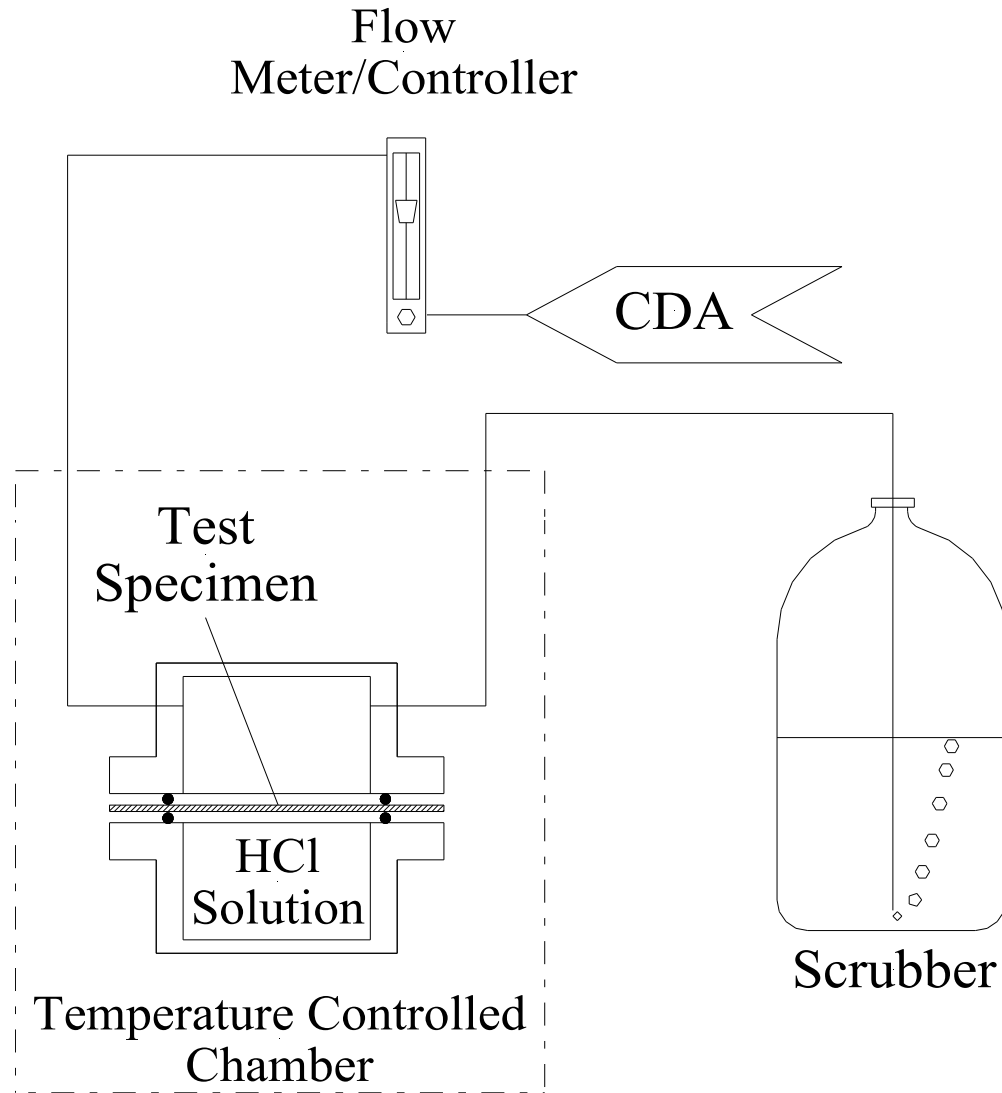 Flow
Meter/Controller
CDA
Test
Specimen
HCl
Solution
Scrubber
Temperature Controlled
Chamber